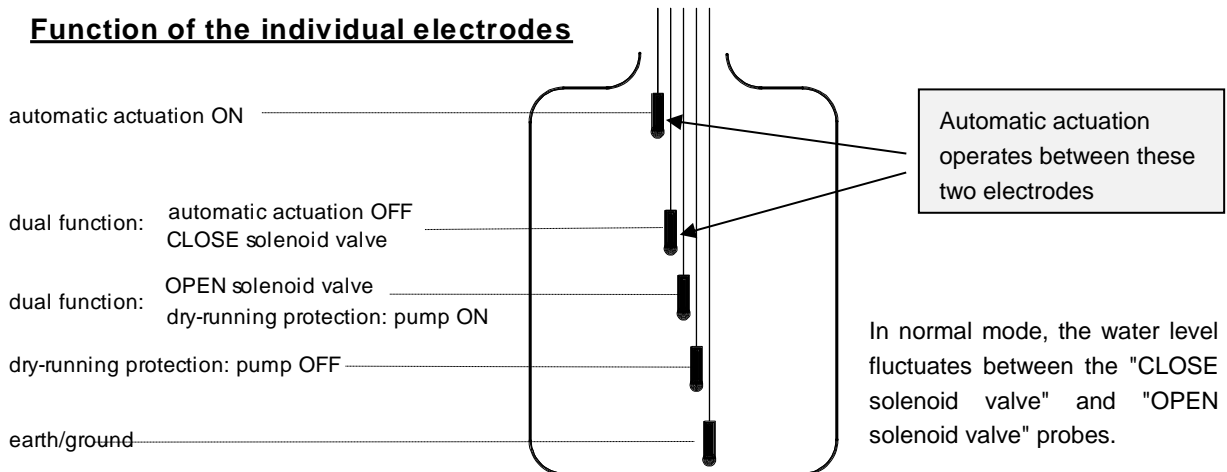 Function of the individual electrodes
automatic actuation ON
dual function: automatic actuation OFF
CLOSE solenoid valve
dual function: OPEN solenoid valve
dry-running protection: pump ON
dry-running protection: pump OFF
earth/ground
Automatic actuation
operates between these
two electrodes
In normal mode, the water level
fluctuates between the "CLOSE
solenoid valve" and "OPEN
solenoid valve" probes.